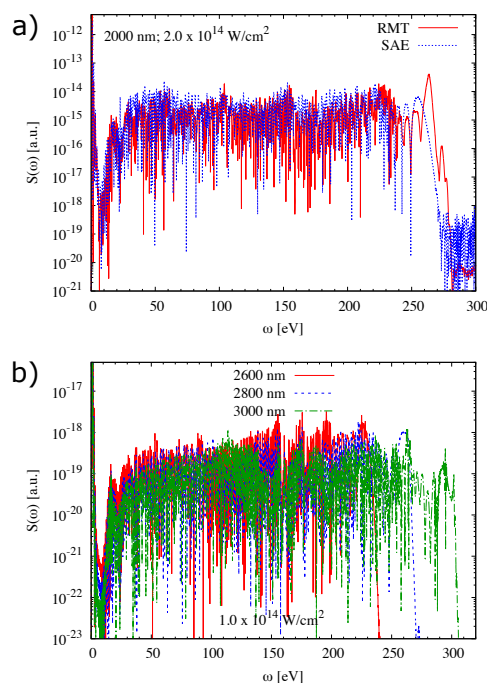 a)
2000 nm; 2.0 x 10^14 W/cm^2
RMT
SAE
S(ω) [a.u.]
10^-12
10^-13
10^-14
10^-15
10^-16
10^-17
10^-18
10^-19
10^-20
10^-21
0 50 100 150 200 250 300
ω [eV]
b)
2600 nm
2800 nm
3000 nm
S(ω) [a.u.]
10^-17
10^-18
10^-19
10^-20
10^-21
10^-22
10^-23
1.0 x 10^14 W/cm^2
0 50 100 150 200 250 300
ω [eV]